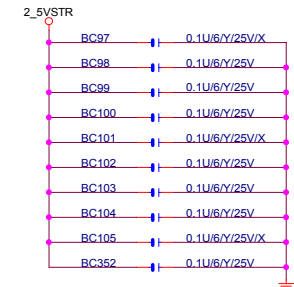 2_5VSTR
BC97 0.1U/6/Y/25V/X
BC98 0.1U/6/Y/25V
BC99 0.1U/6/Y/25V
BC100 0.1U/6/Y/25V
BC101 0.1U/6/Y/25V/X
BC102 0.1U/6/Y/25V
BC103 0.1U/6/Y/25V
BC104 0.1U/6/Y/25V
BC105 0.1U/6/Y/25V/X
BC352 0.1U/6/Y/25V